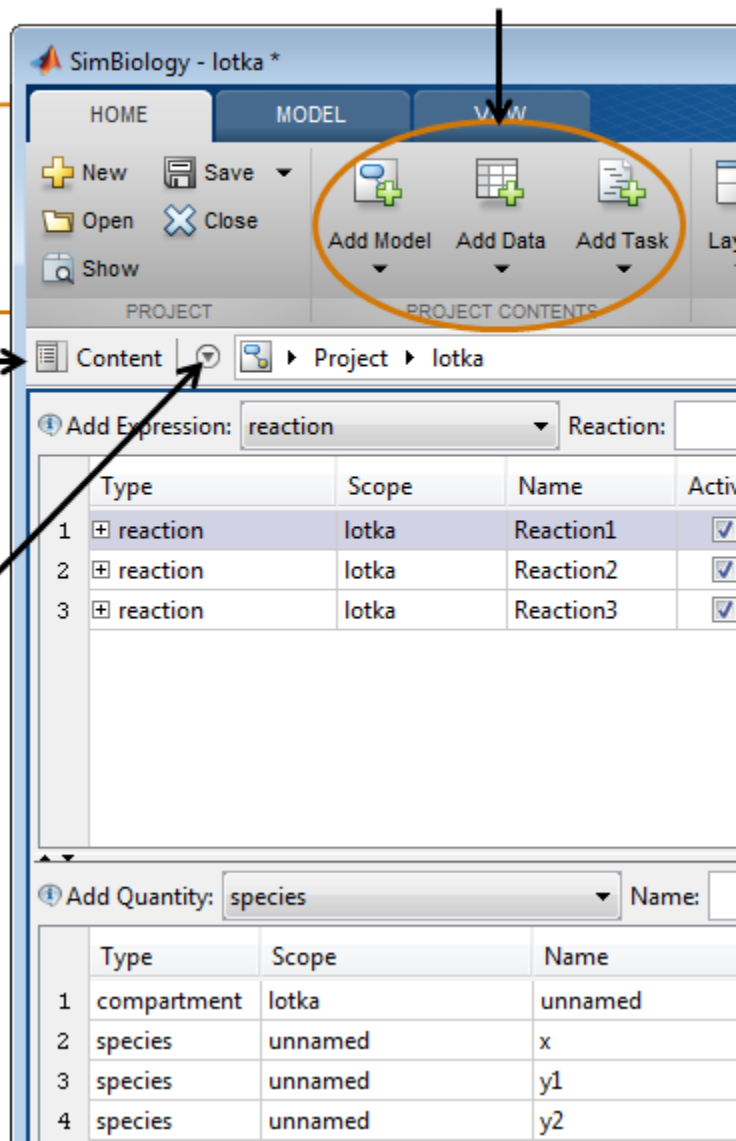 SimBiology - lotka *
HOME MODEL VIEW
New Save
Open Close
Show
Add Model Add Data Add Task
PROJECT PROJECT CONTENTS
Content Project lotka
Add Expression: reaction Reaction:
Type Scope Name
1 reaction lotka Reaction1
2 reaction lotka Reaction2
3 reaction lotka Reaction3
Add Quantity: species Name:
Type Scope Name
1 compartment lotka unnamed
2 species unnamed x
3 species unnamed y1
4 species unnamed y2